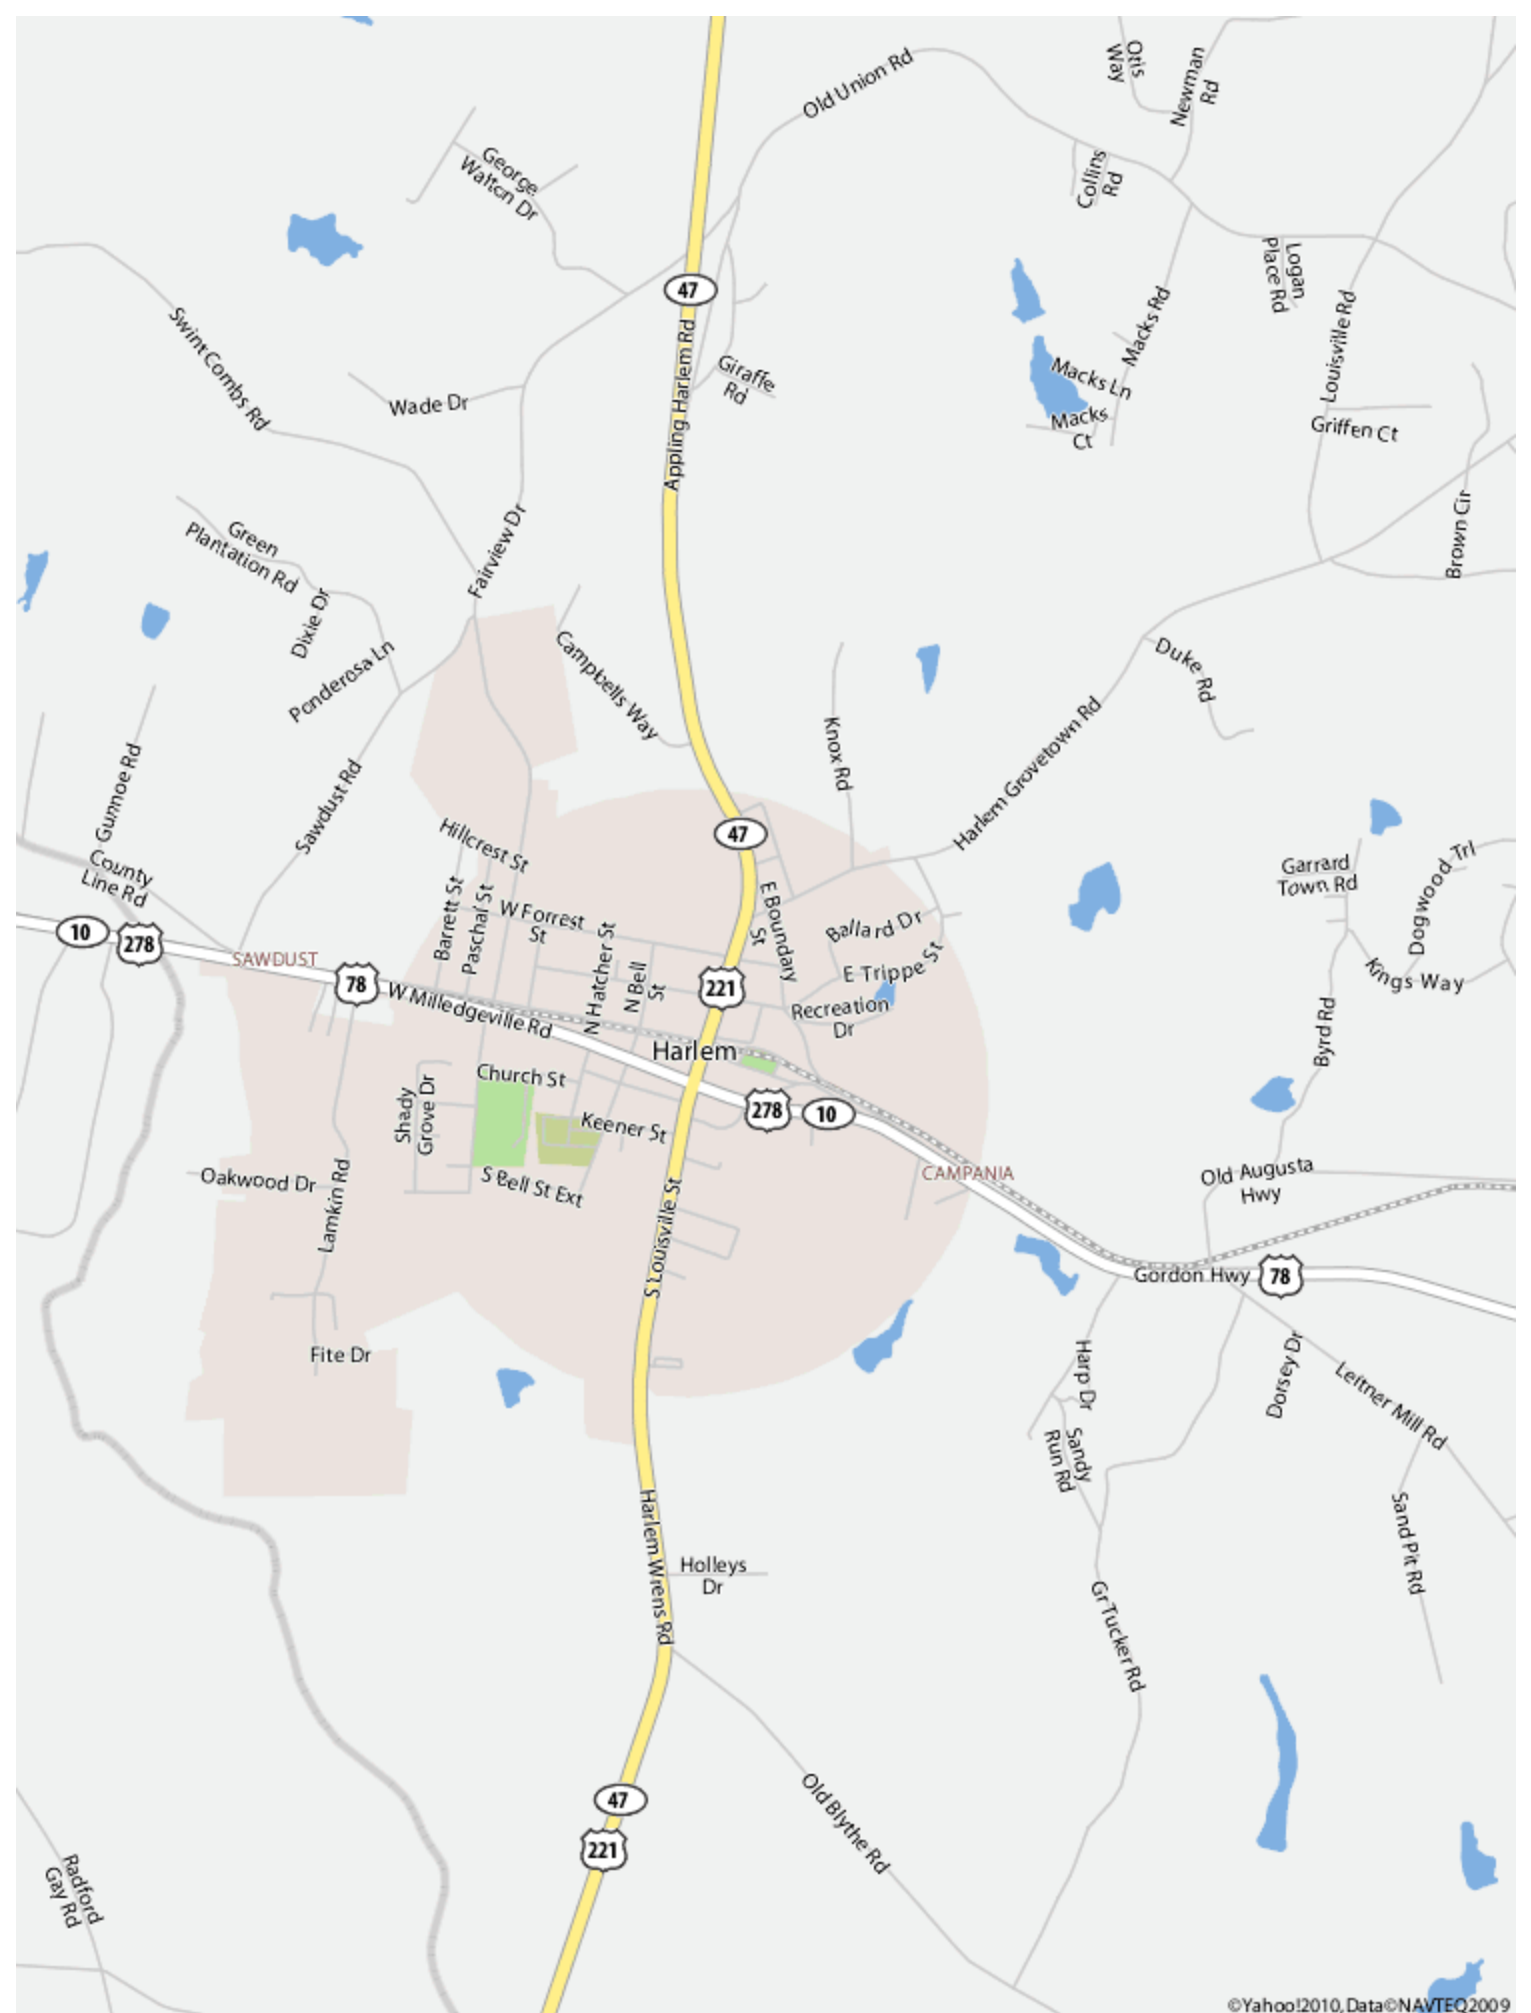 Old Union Rd
Otis
Way
Newman
Rd
George
Walton Dr
Collins
Rd
Logan
Place Rd
47
Macks Rd
Louisville Rd
Swint Combs Rd
Appling Harlem Rd
Giraffe
Rd
Macks Ln
Wade Dr
Macks
Ct
Griffen Ct
Brown Cir
Green
Plantation Rd
Fairview Dr
Dixie Dr
Campbells Way
Ponderosa Ln
Duke Rd
Knox Rd
Harlem Grovetown Rd
Gunnoe Rd
Sawdust Rd
47
Hillcrest St
County
Line Rd
Garrard
Town Rd
Dogwood Trl
Barrett St
Paschal St
W Forrest
St
E Boundary
St
Ballard Dr
10
278
SAWDUST
N Hatcher St
N Bell
St
E Trippe St
Kings Way
78
W Milledgeville Rd
221
Recreation
Dr
Byrd Rd
Harlem
Church St
Shady
Grove Dr
278
10
Keener St
CAMPANIA
Oakwood Dr
S Bell St Ext
Old Augusta
Hwy
Lamkin Rd
S Louisville St
Gordon Hwy
78
Fite Dr
Harp Dr
Dorsey Dr
Leitner Mill Rd
Sandy
Run Rd
Harlem Wrens Rd
Sand Pit Rd
Holleys
Dr
Gr Tucker Rd
47
221
Old Blythe Rd
Radford
Gay Rd
©Yahoo!2010, Data©NAVTEQ2009